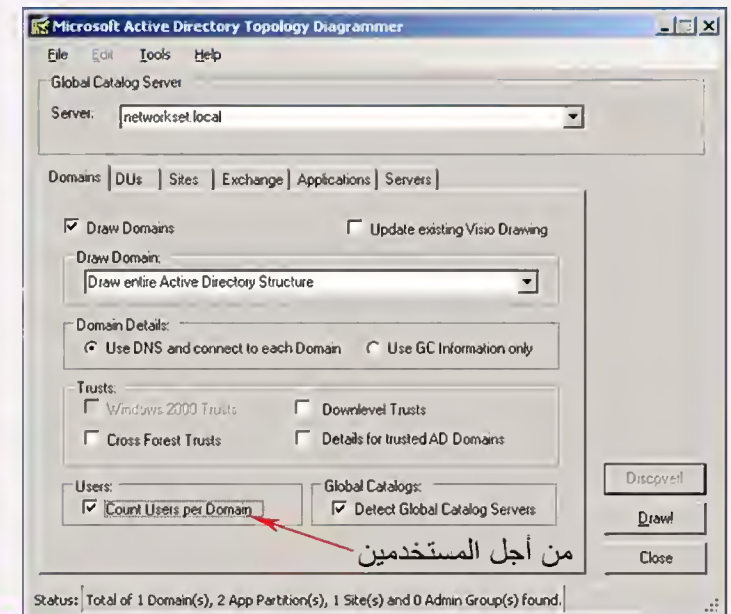 Microsoft Active Directory Topology Diagrammer
File Edit Tools Help
Global Catalog Server
Server: networkset.local
Domains OUs Sites Exchange Applications Servers
Draw Domains Update existing Visio Drawing
Draw Domain:
Draw entire Active Directory Structure
Domain Details:
Use DNS and connect to each Domain Use GC Information only
Trusts:
Windows 2000 Trusts Downlevel Trusts
Cross Forest Trusts Details for trusted AD Domains
Users: Global Catalogs:
Count Users per Domain Detect Global Catalog Servers
Discover!
Draw!
من أجل المستخدمين
Close
Status: Total of 1 Domain(s), 2 App Partition(s), 1 Site(s) and 0 Admin Group(s) found.